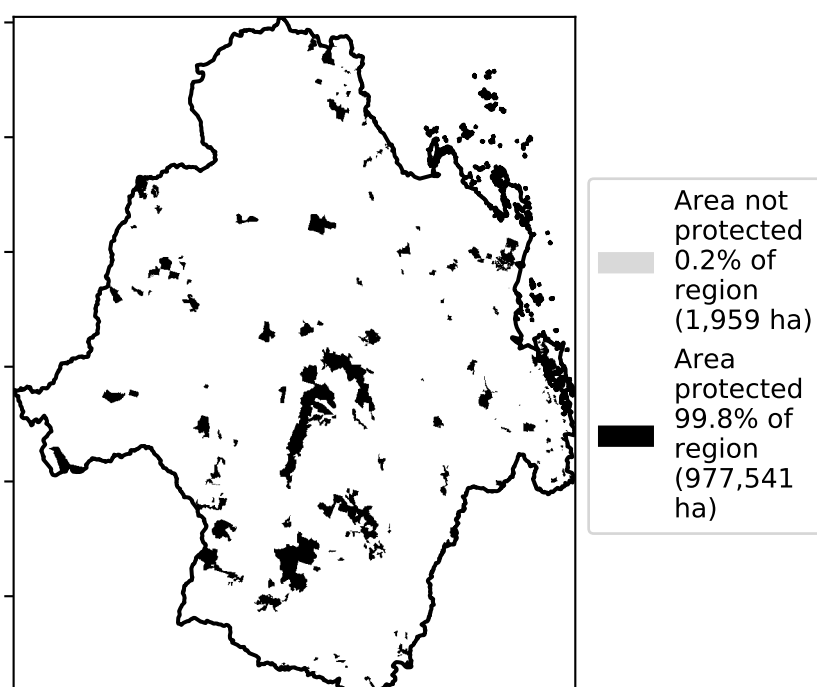 Area not
protected
0.2% of
region
(1,959 ha)
Area
protected
99.8% of
region
(977,541
ha)